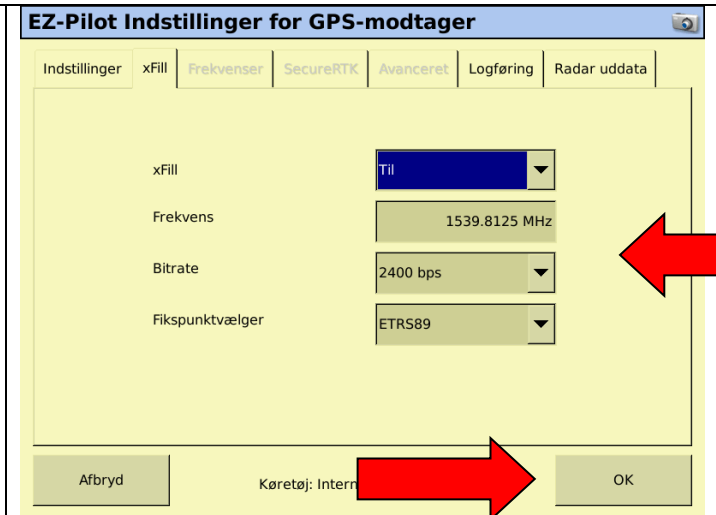 EZ-Pilot Indstillinger for GPS-modtager
Indstillinger xFill Frekvenser SecureRTK Avanceret Logføring Radar uddata
xFill Til
Frekvens 1539.8125 MHz
Bitrate 2400 bps
Fikspunktvælger ETRS89
Afbryd Køretøj: Intern OK